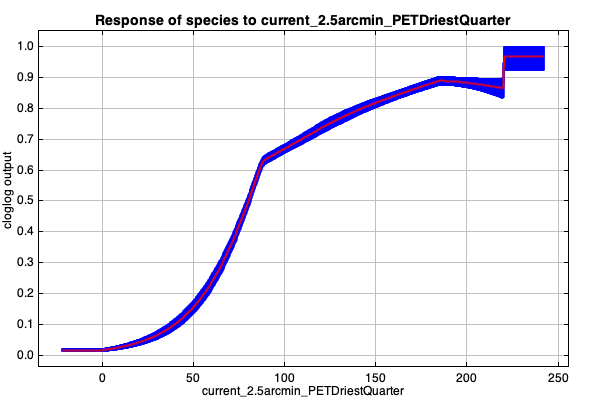 Response of species to current_2.5arcmin_PETDriestQuarter
cloglog output
1.0
0.9
0.8
0.7
0.6
0.5
0.4
0.3
0.2
0.1
0.0
0 50 100 150 200 250
current_2.5arcmin_PETDriestQuarter